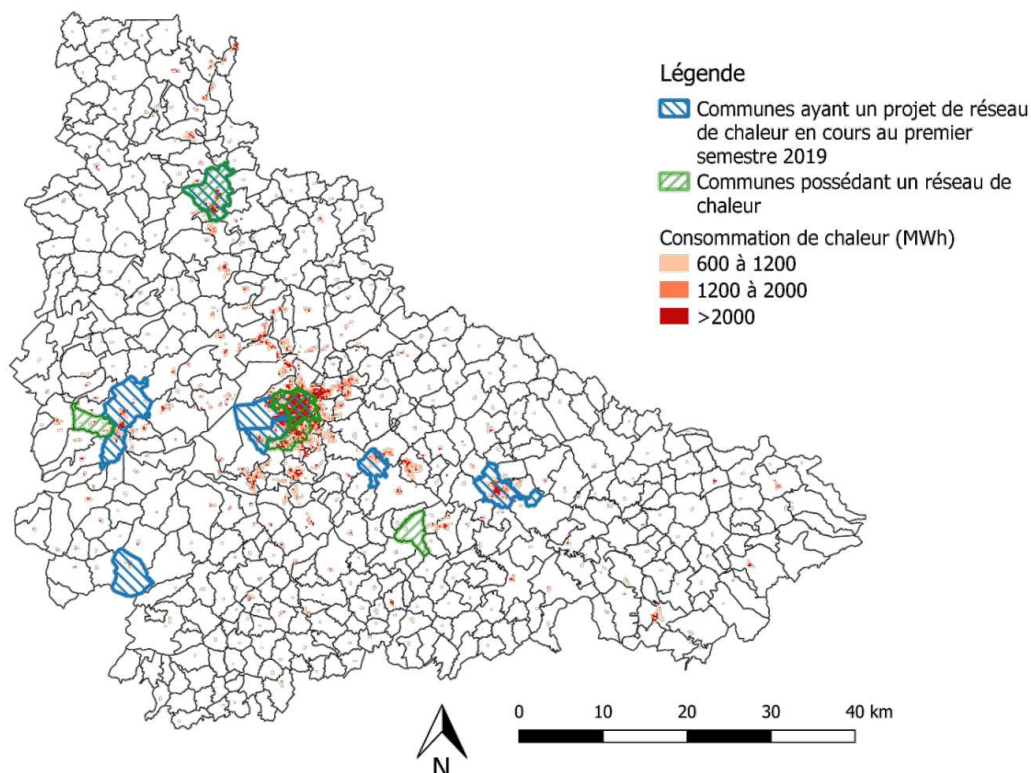 Légende
Communes ayant un projet de réseau
de chaleur en cours au premier
semestre 2019
Communes possédant un réseau de
chaleur
Consommation de chaleur (MWh)
600 à 1200
1200 à 2000
>2000
0 10 20 30 40 km
N